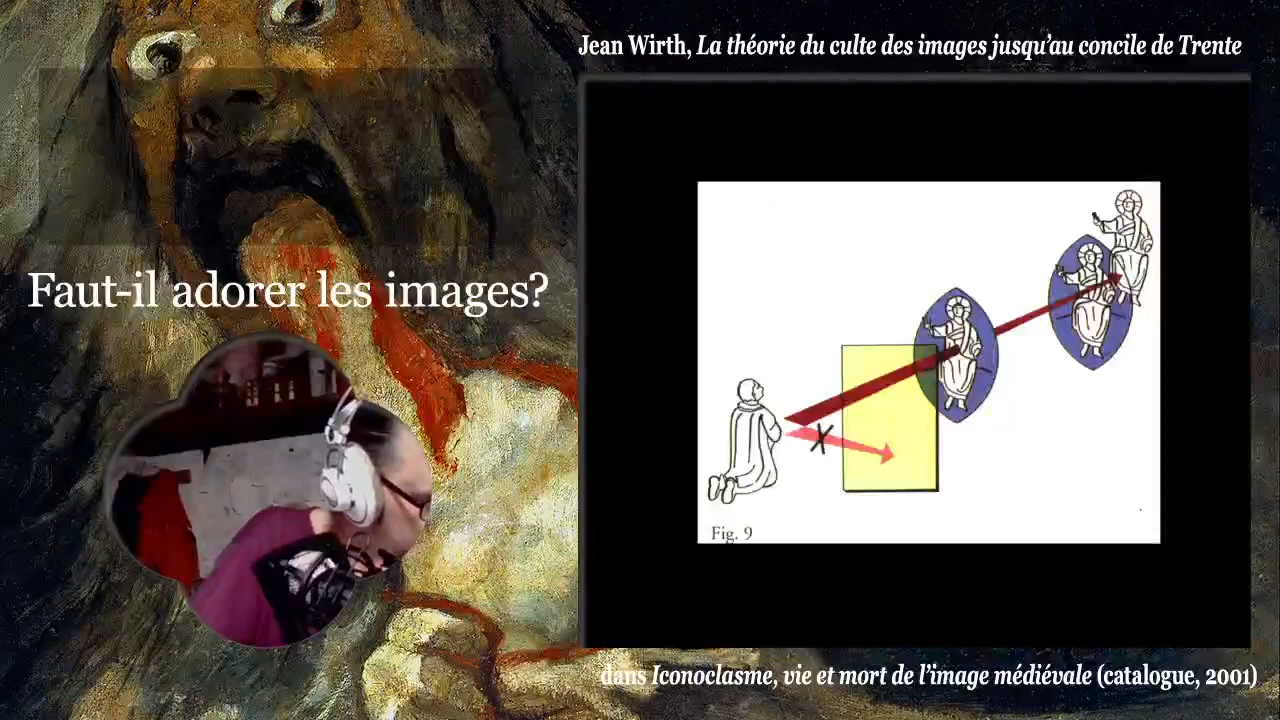 Jean Wirth, La théorie du culte des images jusqu'au concile de Trente
Faut-il adorer les images?
Fig. 9
dans Iconoclasme, vie et mort de l'image médiévale (catalogue, 2001)